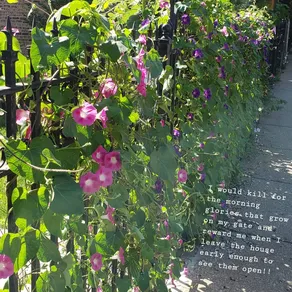 would kill for
the morning
glories that grow
on my gate and
reward me when I
leave the house
early enough to
see them open!!